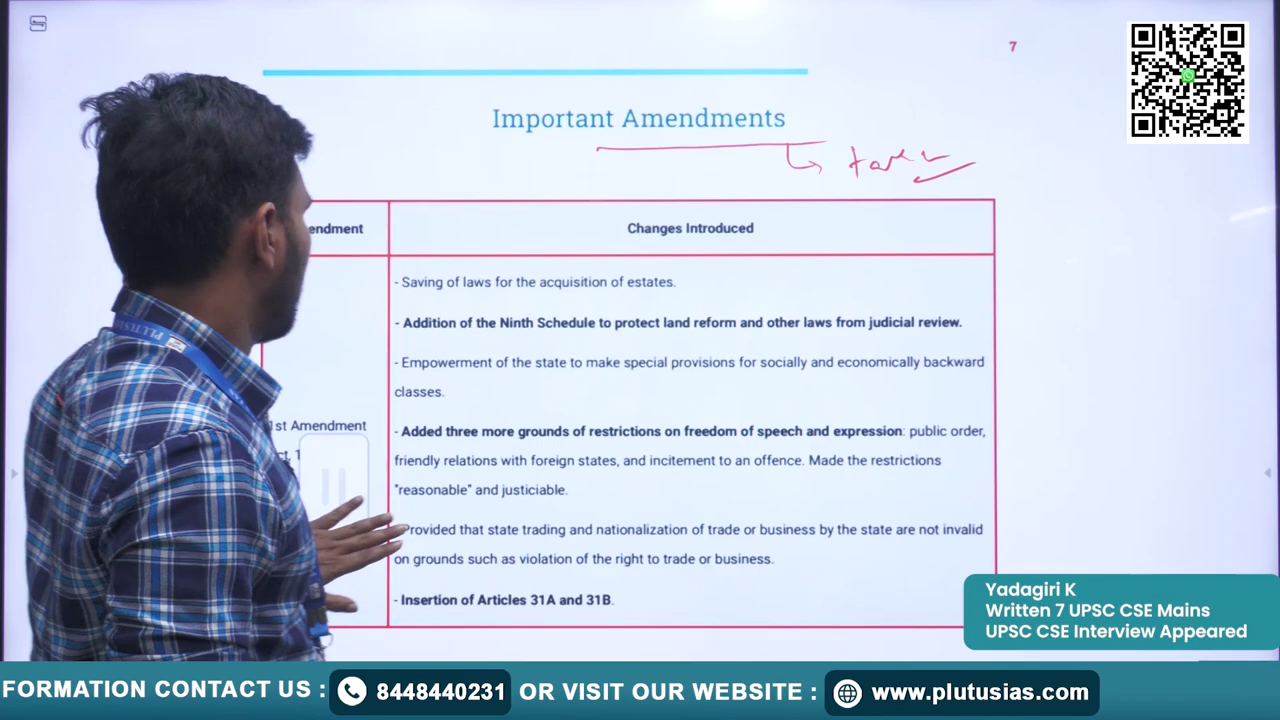 7
Important Amendments
endment
Changes Introduced
- Saving of laws for the acquisition of estates.
- Addition of the Ninth Schedule to protect land reform and other laws from judicial review.
- Empowerment of the state to make special provisions for socially and economically backward
classes.
1st Amendment
- Added three more grounds of restrictions on freedom of speech and expression: public order,
friendly relations with foreign states, and incitement to an offence. Made the restrictions
"reasonable" and justiciable.
Provided that state trading and nationalization of trade or business by the state are not invalid
on grounds such as violation of the right to trade or business.
- Insertion of Articles 31A and 31B.
PLUTUS IAS
Yadagiri K
Written 7 UPSC CSE Mains
UPSC CSE Interview Appeared
FORMATION CONTACT US : 8448440231 OR VISIT OUR WEBSITE : www.plutusias.com